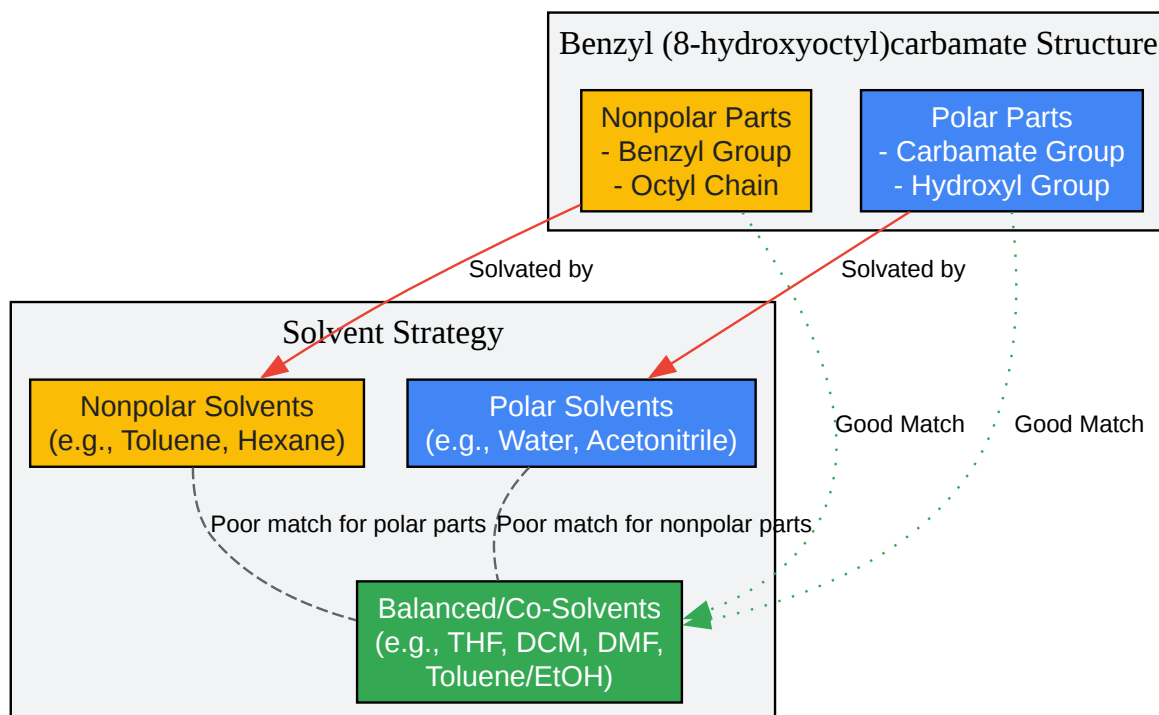 Benzyl (8-hydroxyoctyl)carbamate Structure
Nonpolar Parts
- Benzyl Group
- Octyl Chain
Polar Parts
- Carbamate Group
- Hydroxyl Group
Solvated by
Solvated by
Solvent Strategy
Nonpolar Solvents
(e.g., Toluene, Hexane)
Polar Solvents
(e.g., Water, Acetonitrile)
Good Match
Good Match
Poor match for polar parts
Poor match for nonpolar parts
Balanced/Co-Solvents
(e.g., THF, DCM, DMF,
Toluene/EtOH)